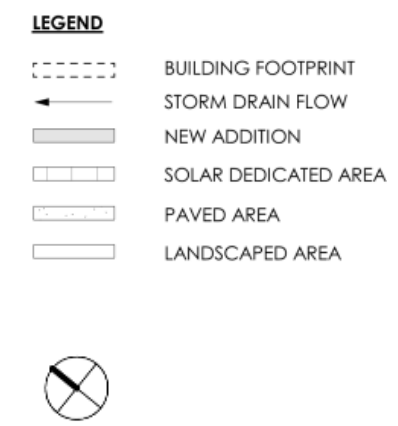 LEGEND
BUILDING FOOTPRINT
STORM DRAIN FLOW
NEW ADDITION
SOLAR DEDICATED AREA
PAVED AREA
LANDSCAPED AREA